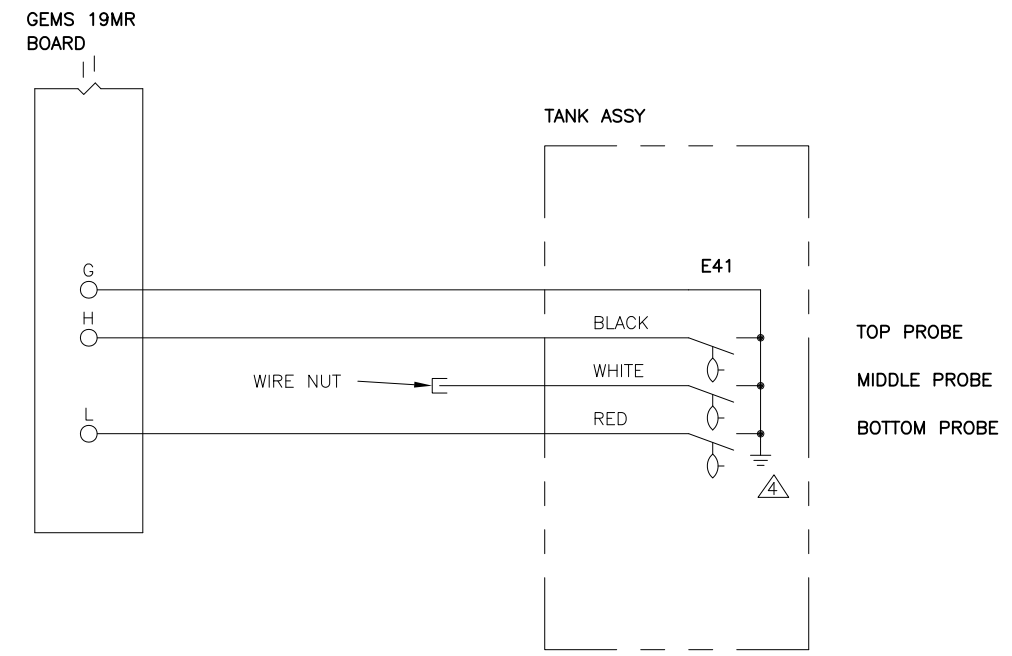 GEMS 19MR
BOARD
TANK ASSY
E41
G
H
BLACK
TOP PROBE
WIRE NUT
WHITE
MIDDLE PROBE
L
RED
BOTTOM PROBE
4